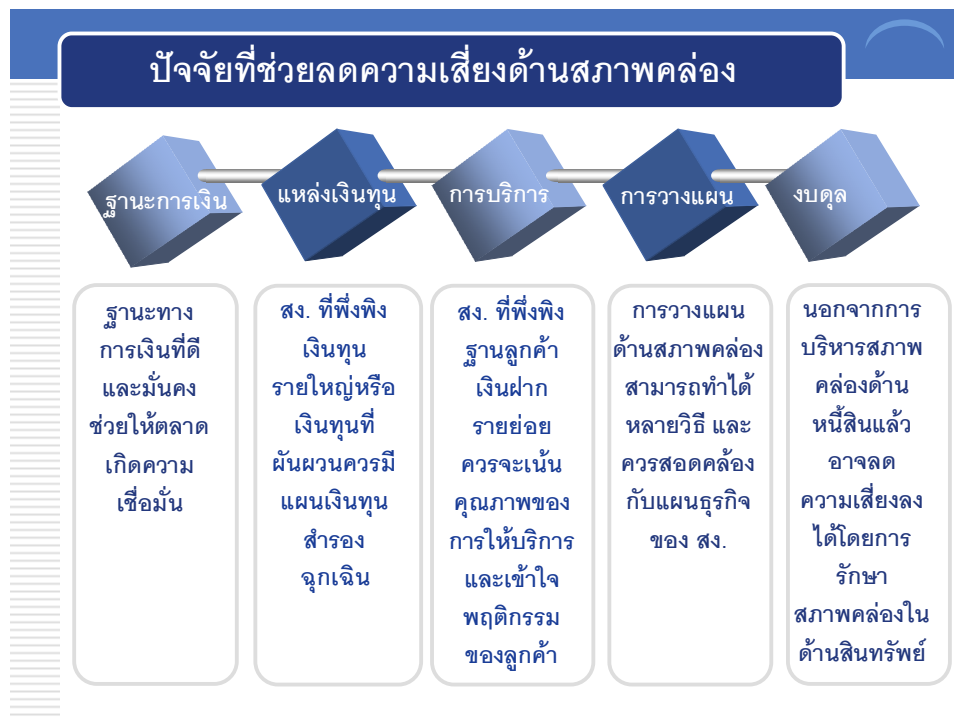 ปัจจัยที่ช่วยลดความเสี่ยงด้านสภาพคล่อง
ฐานะการเงิน
แหล่งเงินทุน
การบริการ
การวางแผน
งบดุล
ฐานะทาง
การเงินที่ดี
และมั่นคง
ช่วยให้ตลาด
เกิดความ
เชื่อมั่น
สง. ที่พึ่งพิง
เงินทุน
รายใหญ่หรือ
เงินทุนที่
ผันผวนควรมี
แผนเงินทุน
สำรอง
ฉุกเฉิน
สง. ที่พึ่งพิง
ฐานลูกค้า
เงินฝาก
รายย่อย
ควรจะเน้น
คุณภาพของ
การให้บริการ
และเข้าใจ
พฤติกรรม
ของลูกค้า
การวางแผน
ด้านสภาพคล่อง
สามารถทำได้
หลายวิธี และ
ควรสอดคล้อง
กับแผนธุรกิจ
ของ สง.
นอกจากการ
บริหารสภาพ
คล่องด้าน
หนี้สินแล้ว
อาจลด
ความเสี่ยงลง
ได้โดยการ
รักษา
สภาพคล่องใน
ด้านสินทรัพย์